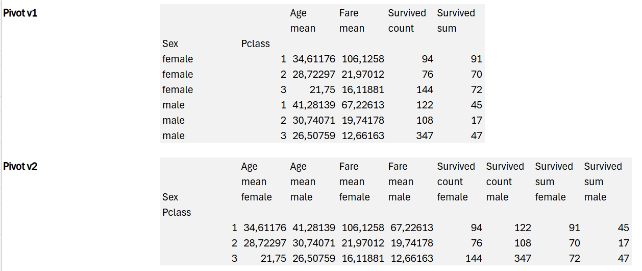 Pivot v1 Age Fare Survived Survived
mean mean count sum
Sex Pclass
female 1 34,61176 106,1258 94 91
female 2 28,72297 21,97012 76 70
female 3 21,75 16,11881 144 72
male 1 41,28139 67,22613 122 45
male 2 30,74071 19,74178 108 17
male 3 26,50759 12,66163 347 47
Pivot v2 Age Age Fare Fare Survived Survived Survived Survived
mean mean mean mean count count sum sum
Sex female male female male female male female male
Pclass
1 34,61176 41,28139 106,1258 67,22613 94 122 91 45
2 28,72297 30,74071 21,97012 19,74178 76 108 70 17
3 21,75 26,50759 16,11881 12,66163 144 347 72 47